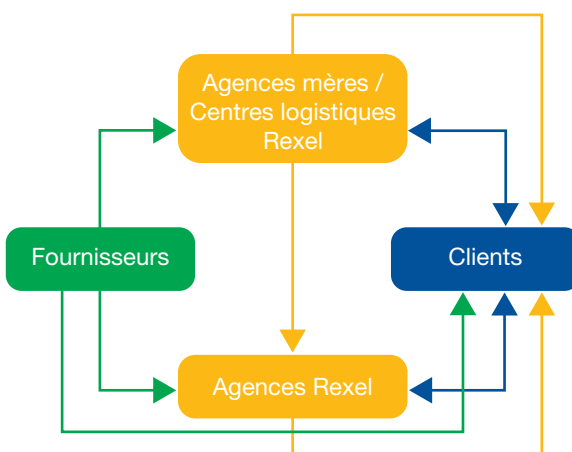 Agences mères /
Centres logistiques
Rexel
Fournisseurs
Clients
Agences Rexel